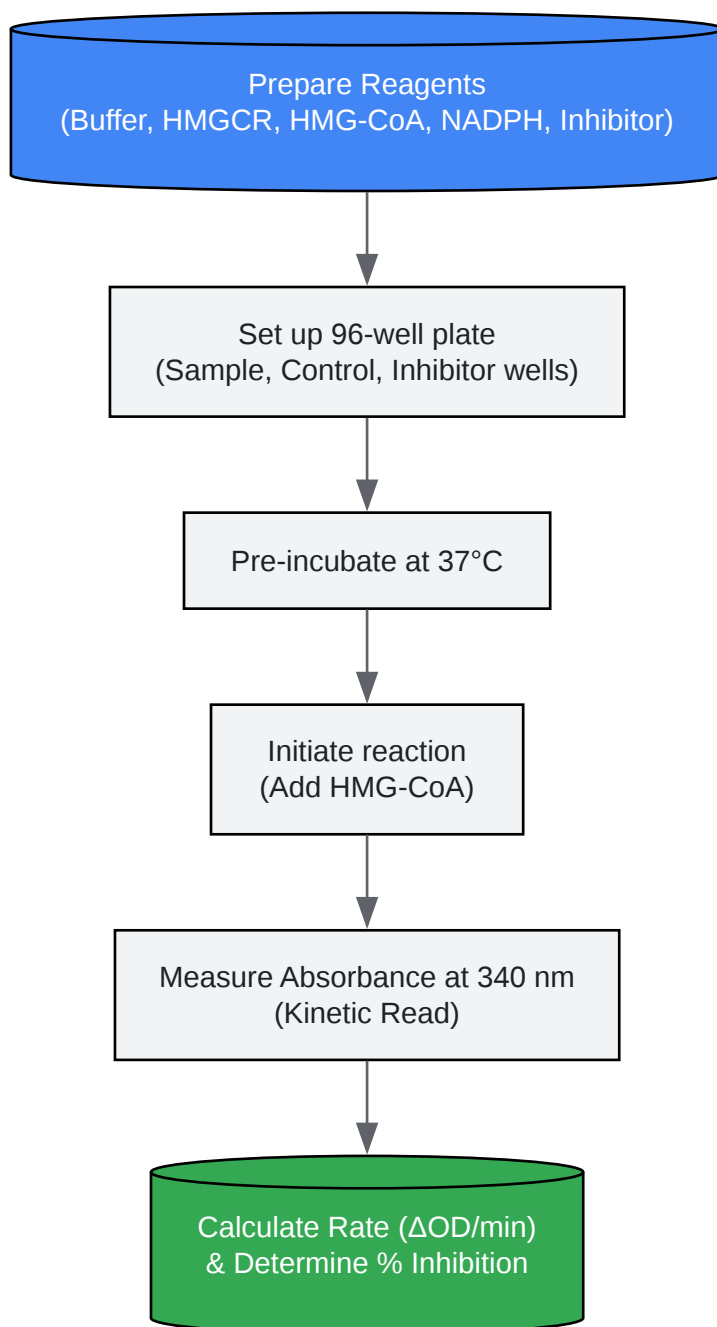 Prepare Reagents
(Buffer, HMGCR, HMG-CoA, NADPH, Inhibitor)
Set up 96-well plate
(Sample, Control, Inhibitor wells)
Pre-incubate at 37°C
Initiate reaction
(Add HMG-CoA)
Measure Absorbance at 340 nm
(Kinetic Read)
Calculate Rate (ΔOD/min)
& Determine % Inhibition